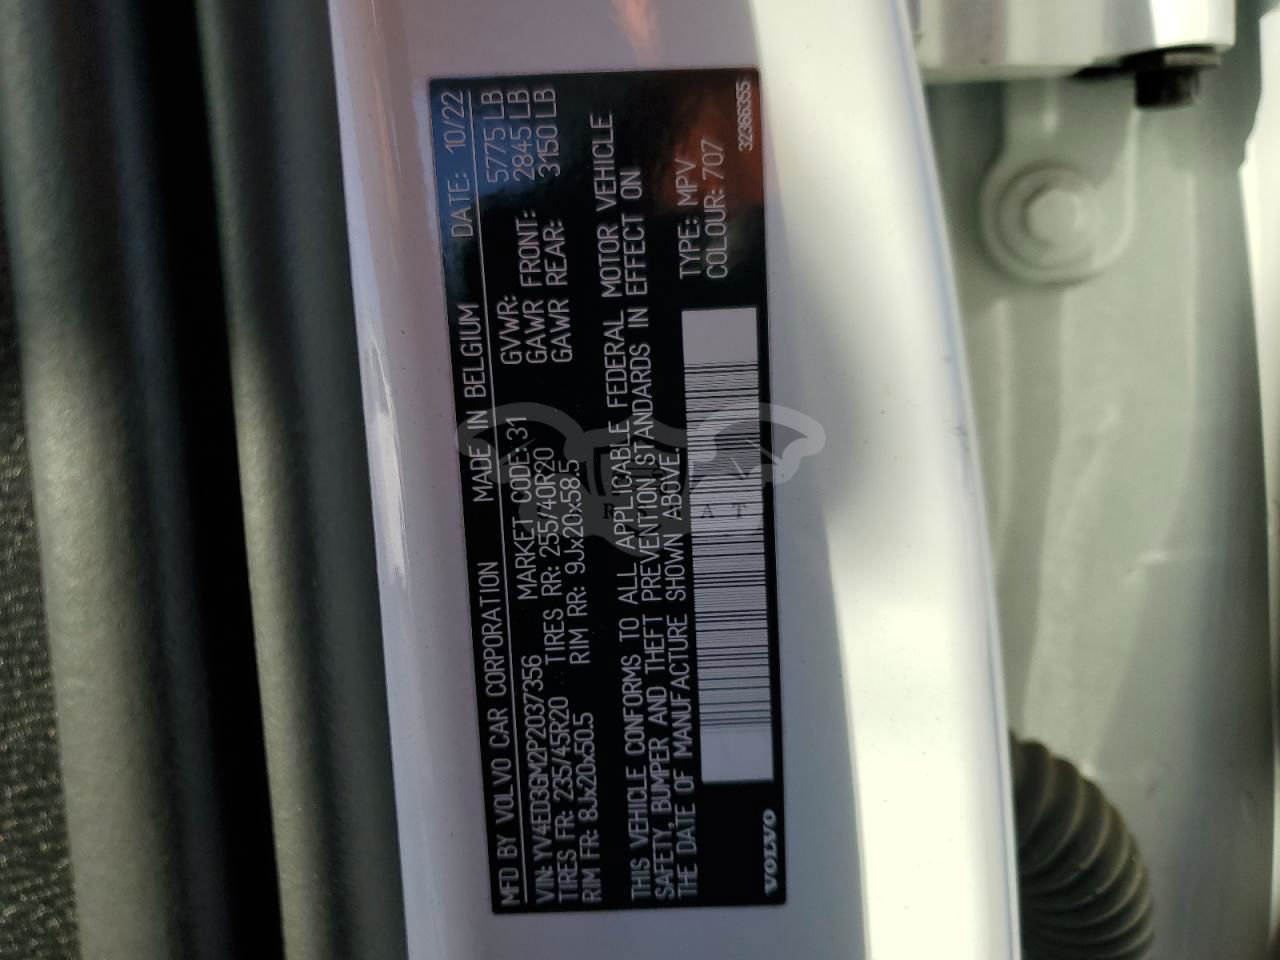 MFD BY VOLVO CAR CORPORATION MADE IN BELGIUM DATE: 10/22
VIN: YV4ED3GM2P2037356 MARKET CODE 31 GVWR: 5775 LB
TIRES FR: 235/45R20 TIRES RR: 255/40R20 GAWR FRONT: 2845 LB
RIM FR: 8Jx20x50.5 RIM RR: 9Jx20x58.5 GAWR REAR: 3150 LB
THIS VEHICLE CONFORMS TO ALL APPLICABLE FEDERAL MOTOR VEHICLE
SAFETY, BUMPER AND THEFT PREVENTION STANDARDS IN EFFECT ON
THE DATE OF MANUFACTURE SHOWN ABOVE.
TYPE: MPV
COLOUR: 707
VOLVO
32366355